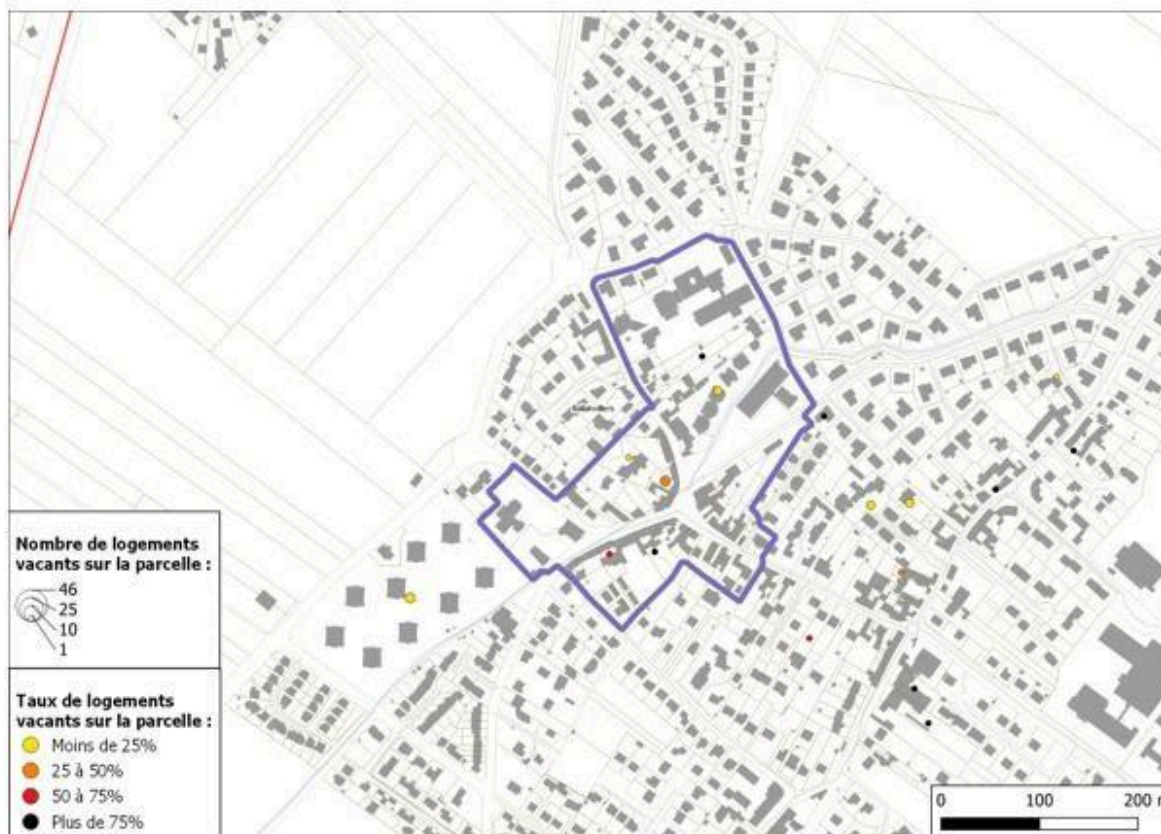 Nombre de logements
vacants sur la parcelle :
46
25
10
1
Taux de logements
vacants sur la parcelle :
Moins de 25%
25 à 50%
50 à 75%
Plus de 75%
0 100 200 m